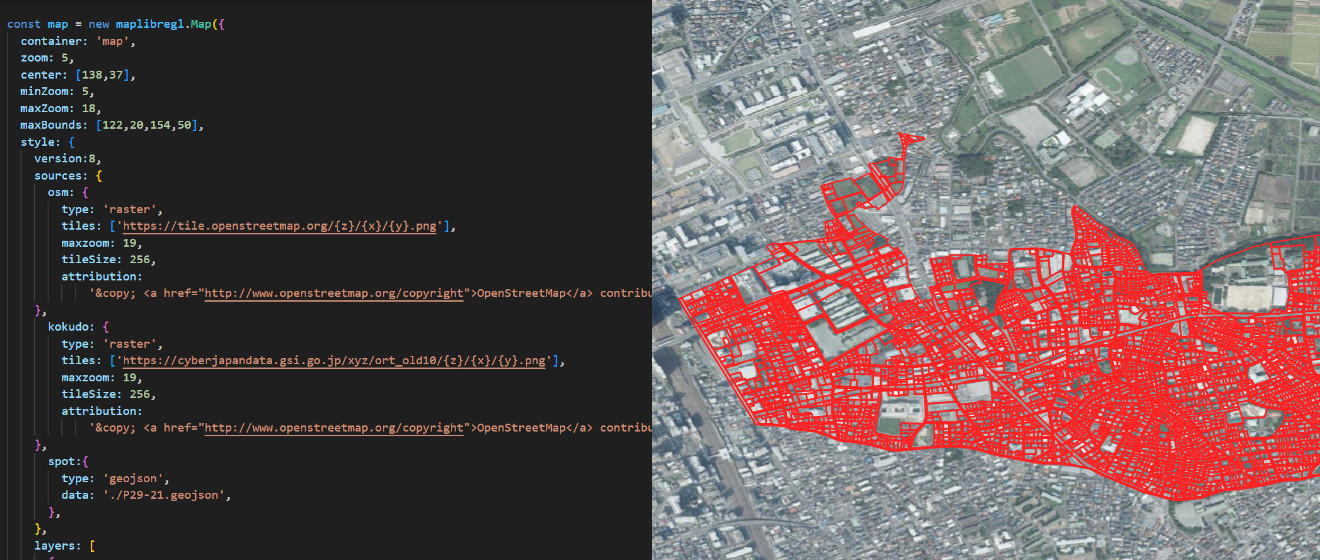 const map = new maplibregl.Map({
container: 'map',
zoom: 5,
center: [138,37],
minZoom: 5,
maxZoom: 18,
maxBounds: [122,20,154,50],
style: {
version:8,
sources: {
osm: {
type: 'raster',
tiles: ['https://tile.openstreetmap.org/{z}/{x}/{y}.png'],
maxzoom: 19,
tileSize: 256,
attribution:
'&copy; <a href="http://www.openstreetmap.org/copyright">OpenStreetMap</a> contribu
},
kokudo: {
type: 'raster',
tiles: ['https://cyberjapandata.gsi.go.jp/xyz/ort_old10/{z}/{x}/{y}.png'],
maxzoom: 19,
tileSize: 256,
attribution:
'&copy; <a href="http://www.openstreetmap.org/copyright">OpenStreetMap</a> contribu
},
spot:{
type: 'geojson',
data: './P29-21.geojson',
},
},
layers: [